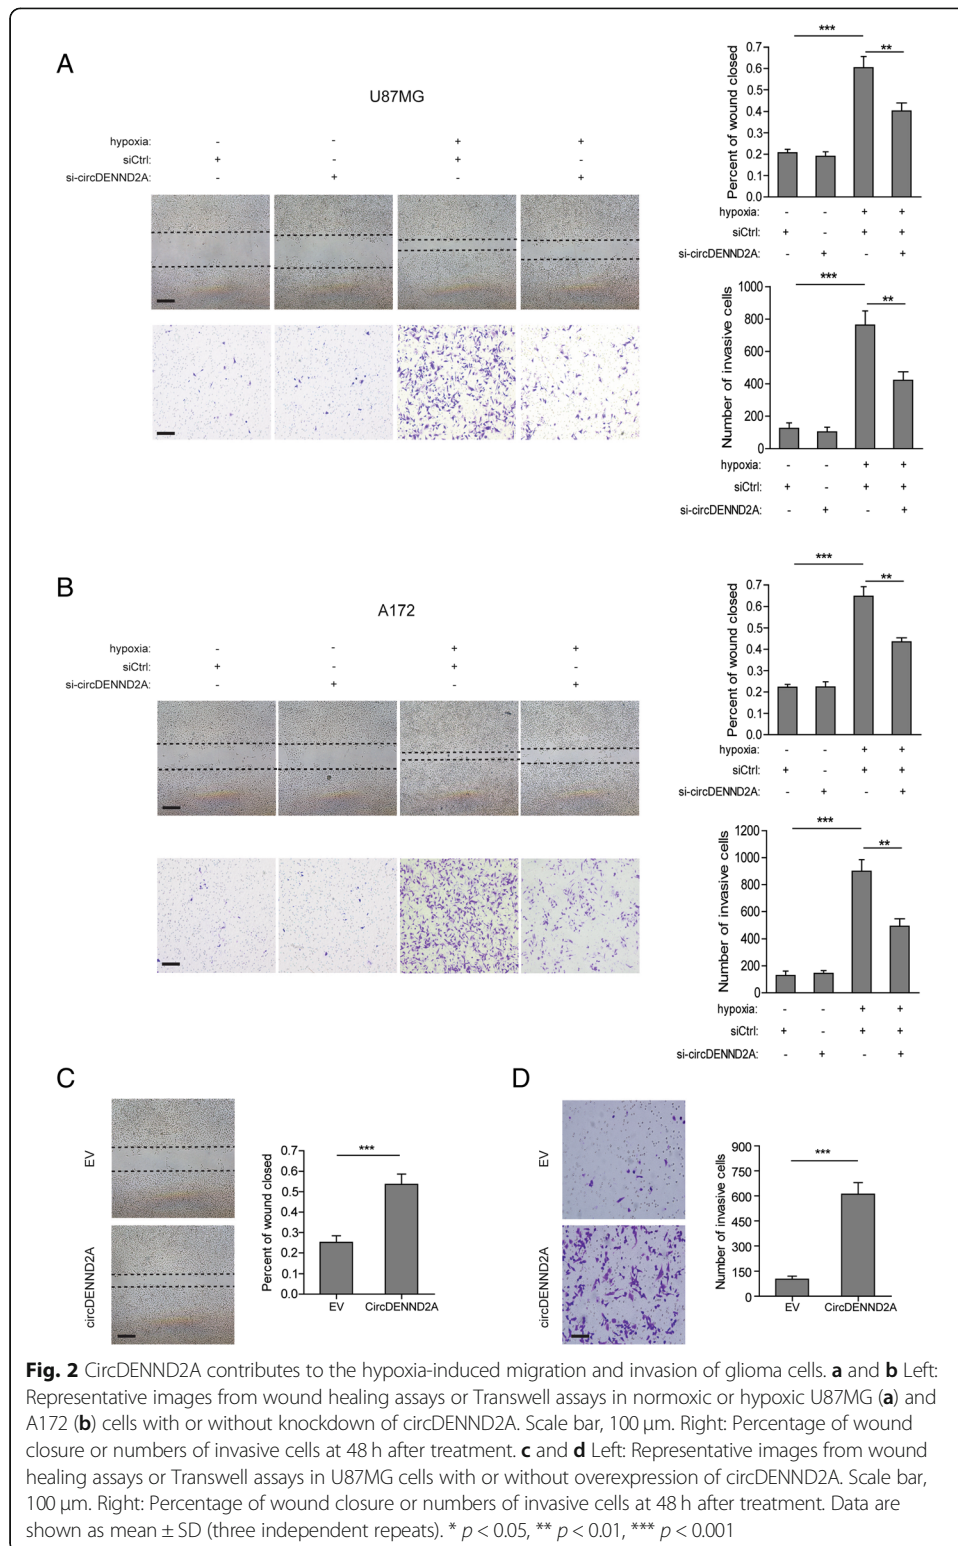 A
U87MG
hypoxia: - - + +
siCtrl: + - + -
si-circDENND2A: - + - +
***
**
Percent of wound closed
0.7
0.6
0.5
0.4
0.3
0.2
0.1
0.0
hypoxia: - - + +
siCtrl: + - + +
si-circDENND2A: - + - +
***
**
Number of invasive cells
1000
800
600
400
200
0
hypoxia: - - + +
siCtrl: + - + +
si-circDENND2A: - + - +
B
A172
hypoxia: - - + +
siCtrl: + - + -
si-circDENND2A: - + - +
***
**
Percent of wound closed
0.7
0.6
0.5
0.4
0.3
0.2
0.1
0.0
hypoxia: - - + +
siCtrl: + - + +
si-circDENND2A: - + - +
***
**
Number of invasive cells
1200
1000
800
600
400
200
0
hypoxia: - - + +
siCtrl: + - + +
si-circDENND2A: - + - +
C
EV
circDENND2A
***
Percent of wound closed
0.7
0.6
0.5
0.4
0.3
0.2
0.1
0.0
EV CircDENND2A
D
EV
circDENND2A
***
Number of invasive cells
900
750
600
450
300
150
0
EV CircDENND2A
Fig. 2 CircDENND2A contributes to the hypoxia-induced migration and invasion of glioma cells. a and b Left:
Representative images from wound healing assays or Transwell assays in normoxic or hypoxic U87MG (a) and
A172 (b) cells with or without knockdown of circDENND2A. Scale bar, 100 μm. Right: Percentage of wound
closure or numbers of invasive cells at 48 h after treatment. c and d Left: Representative images from wound
healing assays or Transwell assays in U87MG cells with or without overexpression of circDENND2A. Scale bar,
100 μm. Right: Percentage of wound closure or numbers of invasive cells at 48 h after treatment. Data are
shown as mean ± SD (three independent repeats). * p < 0.05, ** p < 0.01, *** p < 0.001